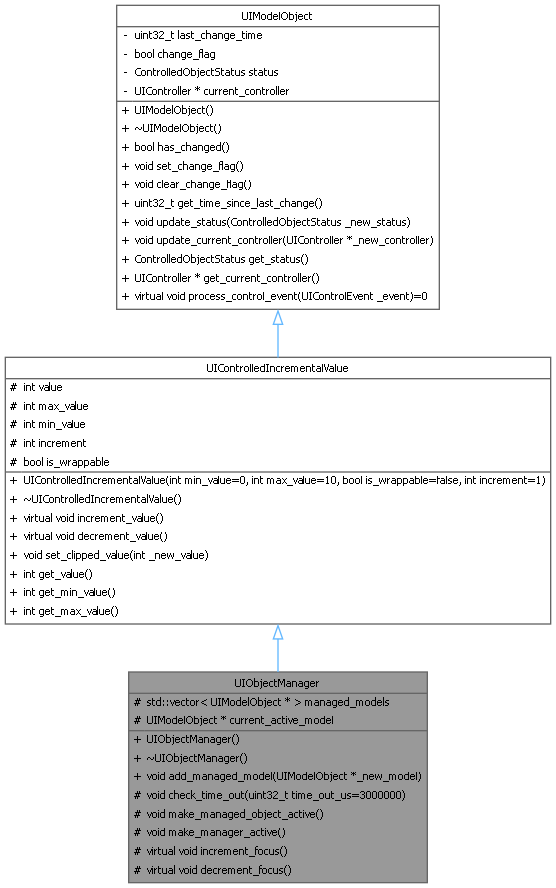 UIModelObject
- uint32_t last_change_time
- bool change_flag
- ControlledObjectStatus status
- UIController * current_controller
+ UIModelObject()
+ ~UIModelObject()
+ bool has_changed()
+ void set_change_flag()
+ void clear_change_flag()
+ uint32_t get_time_since_last_change()
+ void update_status(ControlledObjectStatus _new_status)
+ void update_current_controller(UIController *_new_controller)
+ ControlledObjectStatus get_status()
+ UIController * get_current_controller()
+ virtual void process_control_event(UIControlEvent _event)=0
UIControlledIncrementalValue
# int value
# int max_value
# int min_value
# int increment
# bool is_wrappable
+ UIControlledIncrementalValue(int min_value=0, int max_value=10, bool is_wrappable=false, int increment=1)
+ ~UIControlledIncrementalValue()
+ virtual void increment_value()
+ virtual void decrement_value()
+ void set_clipped_value(int _new_value)
+ int get_value()
+ int get_min_value()
+ int get_max_value()
UIObjectManager
# std::vector< UIModelObject * > managed_models
# UIModelObject * current_active_model
+ UIObjectManager()
+ ~UIObjectManager()
+ void add_managed_model(UIModelObject *_new_model)
# void check_time_out(uint32_t time_out_us=3000000)
# void make_managed_object_active()
# void make_manager_active()
# virtual void increment_focus()
# virtual void decrement_focus()